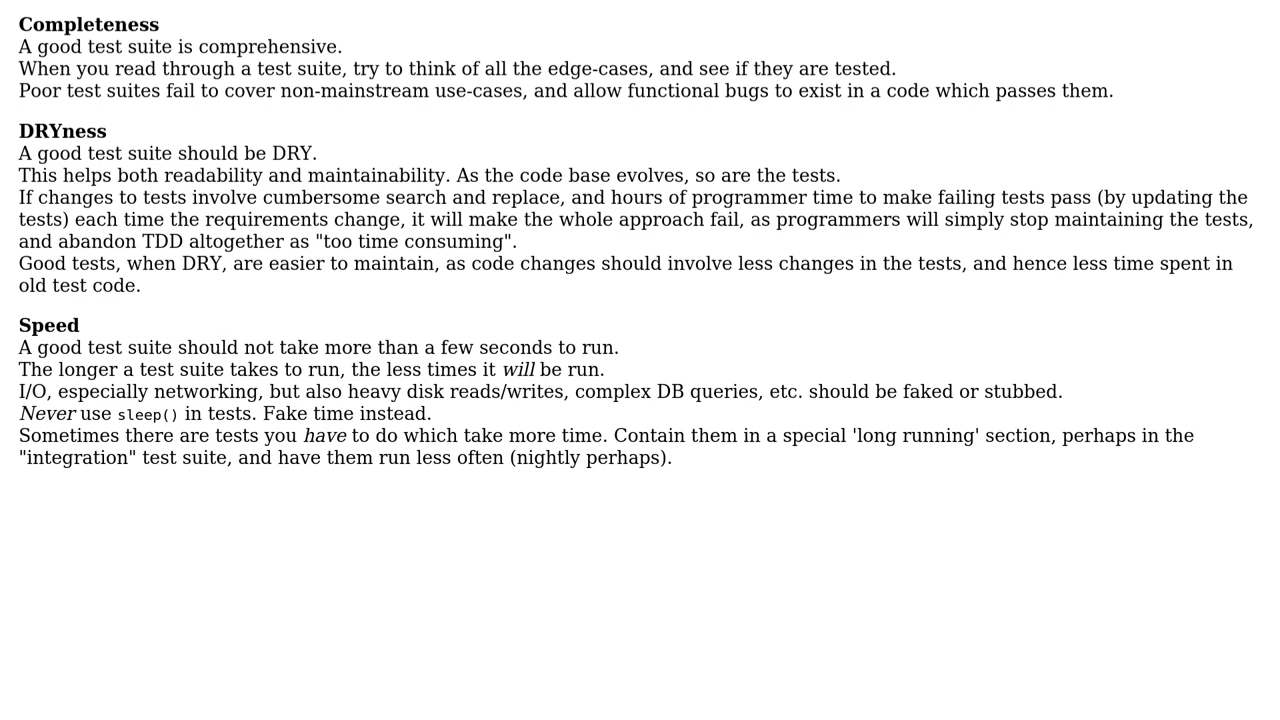 Completeness
A good test suite is comprehensive.
When you read through a test suite, try to think of all the edge-cases, and see if they are tested.
Poor test suites fail to cover non-mainstream use-cases, and allow functional bugs to exist in a code which passes them.
DRYness
A good test suite should be DRY.
This helps both readability and maintainability. As the code base evolves, so are the tests.
If changes to tests involve cumbersome search and replace, and hours of programmer time to make failing tests pass (by updating the
tests) each time the requirements change, it will make the whole approach fail, as programmers will simply stop maintaining the tests,
and abandon TDD altogether as "too time consuming".
Good tests, when DRY, are easier to maintain, as code changes should involve less changes in the tests, and hence less time spent in
old test code.
Speed
A good test suite should not take more than a few seconds to run.
The longer a test suite takes to run, the less times it will be run.
I/O, especially networking, but also heavy disk reads/writes, complex DB queries, etc. should be faked or stubbed.
Never use sleep() in tests. Fake time instead.
Sometimes there are tests you have to do which take more time. Contain them in a special 'long running' section, perhaps in the
"integration" test suite, and have them run less often (nightly perhaps).